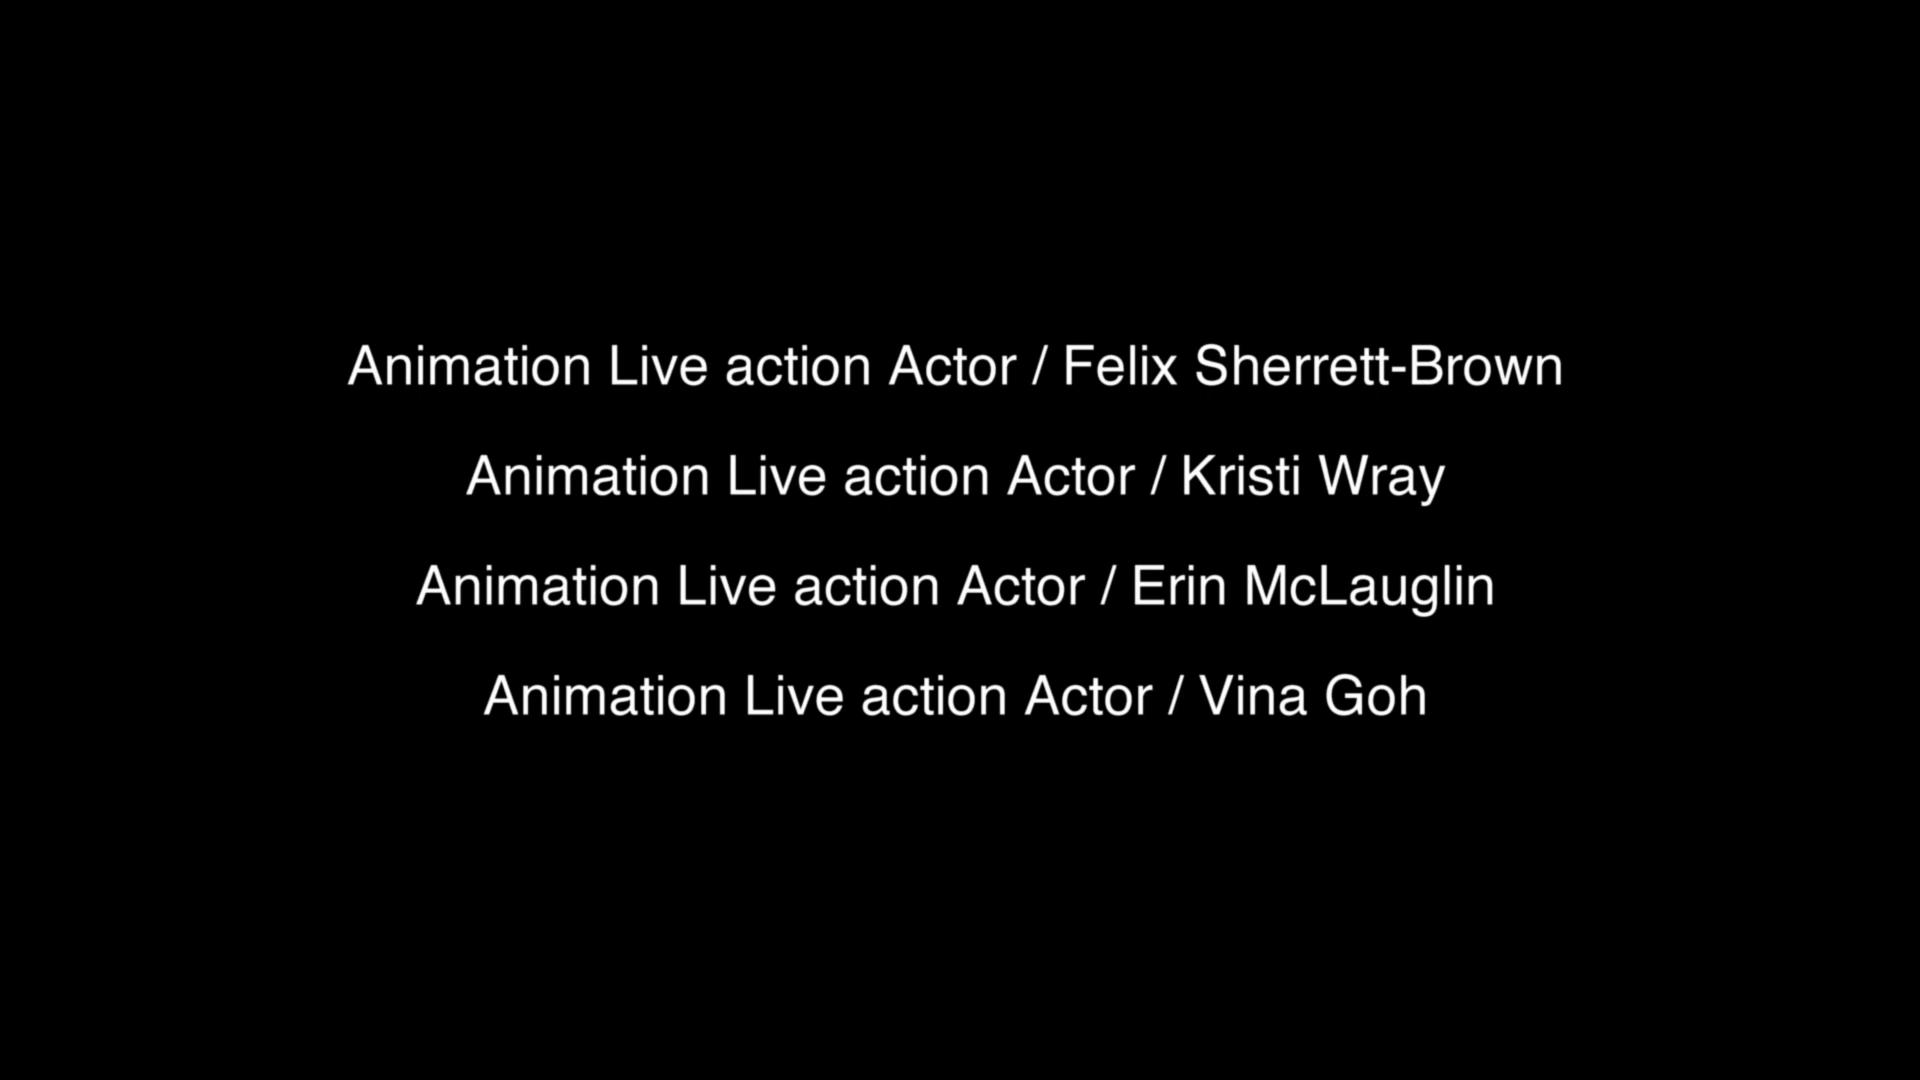 Animation Live action Actor / Felix Sherrett-Brown
Animation Live action Actor / Kristi Wray
Animation Live action Actor / Erin McLauglin
Animation Live action Actor / Vina Goh